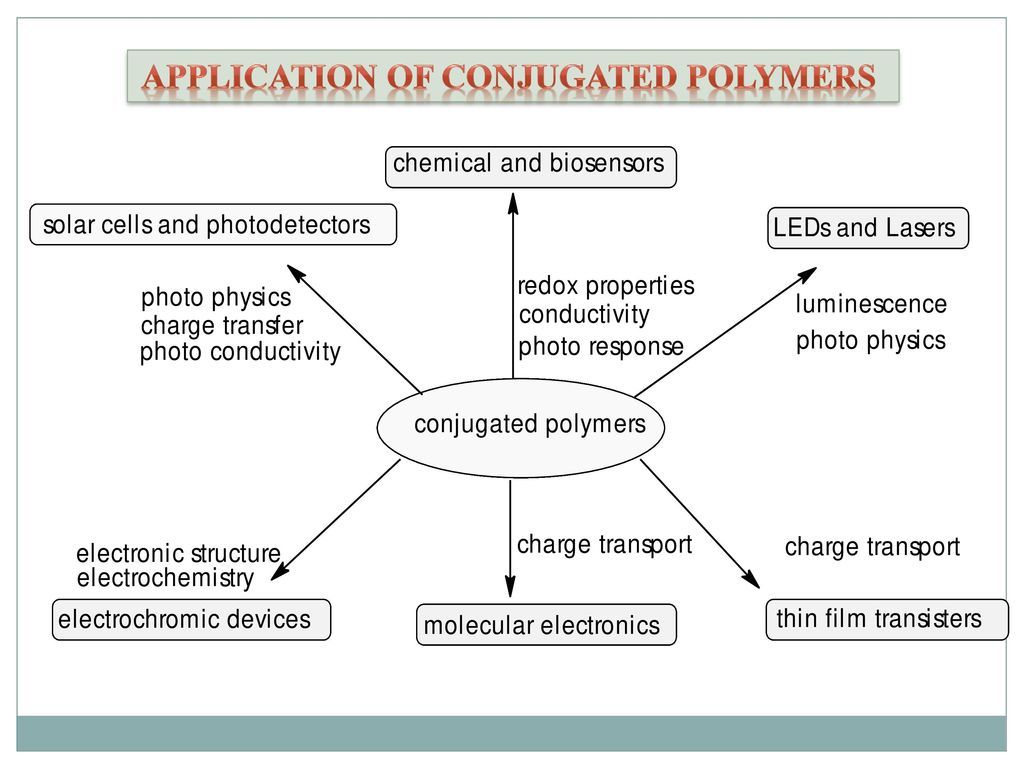 APPLICATION OF CONJUGATED POLYMERS
chemical and biosensors
solar cells and photodetectors
LEDs and Lasers
photo physics
charge transfer
photo conductivity
redox properties
conductivity
photo response
luminescence
photo physics
conjugated polymers
electronic structure
electrochemistry
charge transport
charge transport
electrochromic devices
molecular electronics
thin film transisters